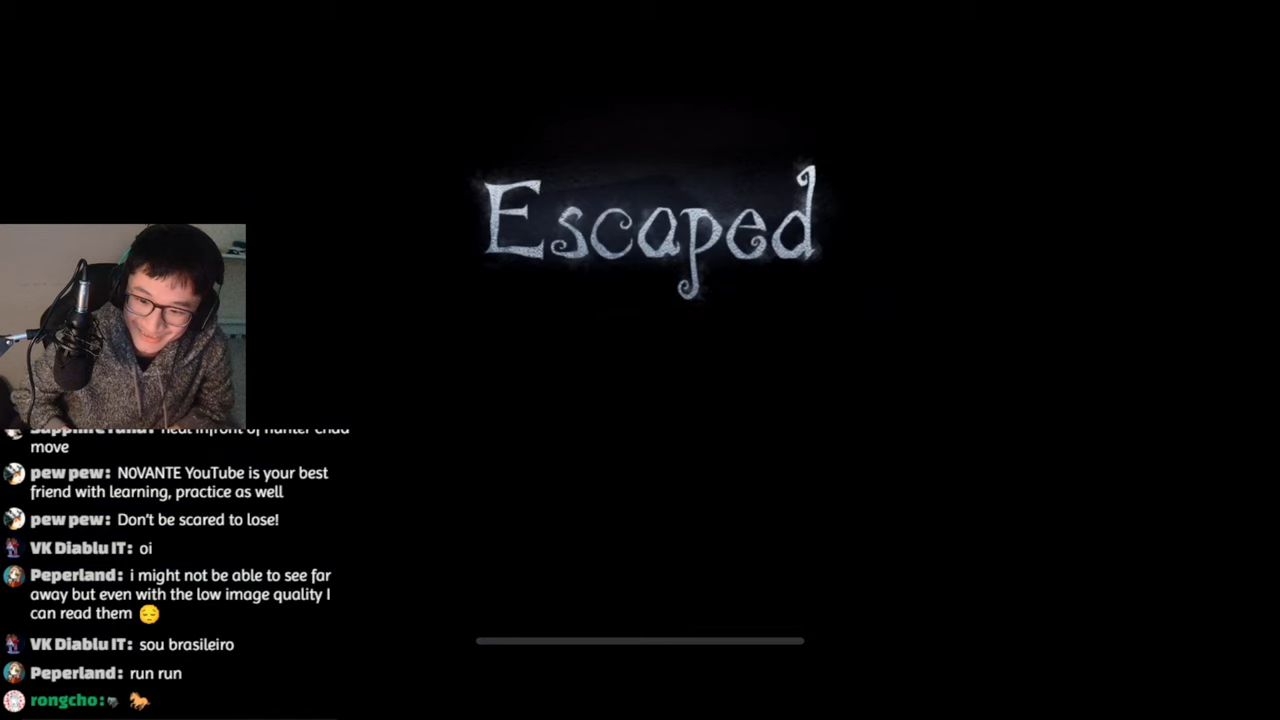 Escaped
move
pew pew: N0VANTE YouTube is your best
friend with learning, practice as well
pew pew: Don't be scared to lose!
VK Diablu IT: oi
Peperland: i might not be able to see far
away but even with the low image quality I
can read them 😔
VK Diablu IT: sou brasileiro
Peperland: run run
rongcho: 🐎